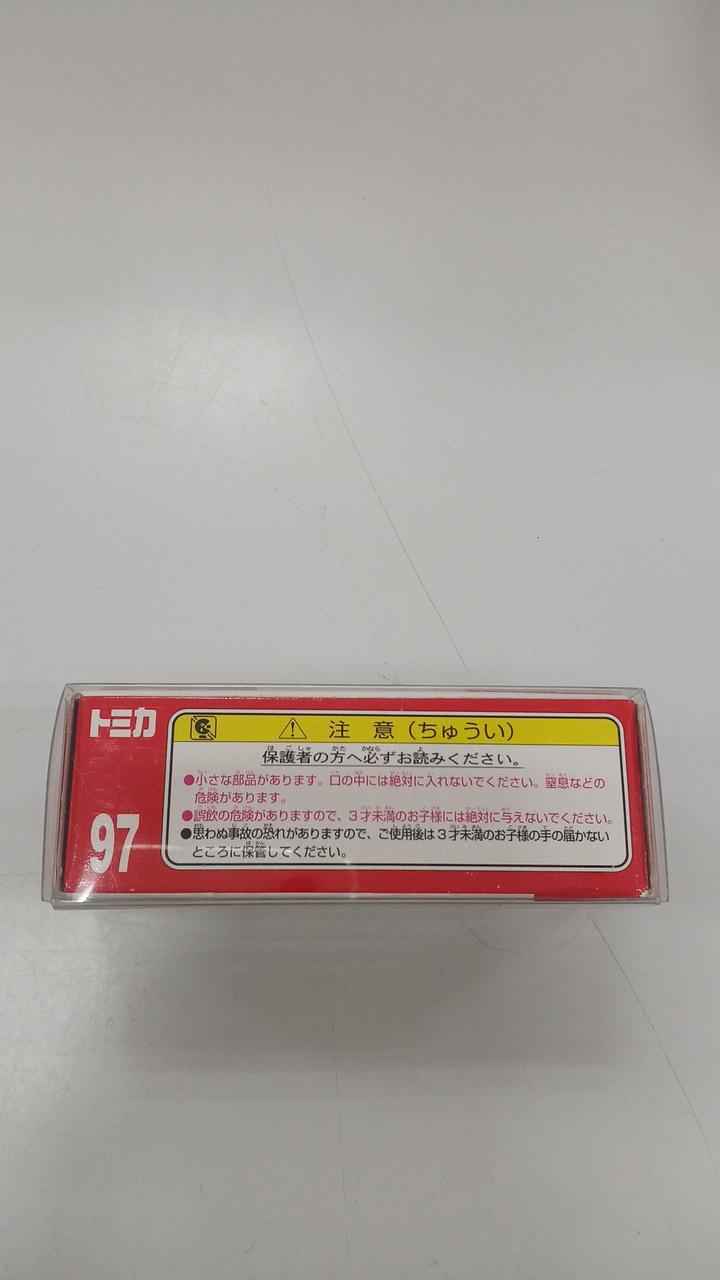 トミカ
97
注 意（ちゅうい）
保護者の方へ必ずお読みください。
●小さな部品があります。口の中には絶対に入れないでください。窒息などの
危険があります。
●誤飲の危険がありますので、３才未満のお子様には絶対に与えないでください。
●思わぬ事故の恐れがありますので、ご使用後は３才未満のお子様の手の届かない
ところに保管してください。